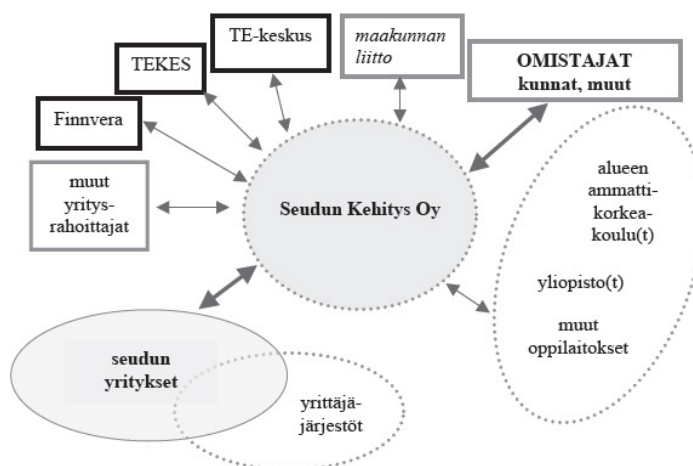 TE-keskus
maakunnan
liitto
OMISTAJAT
kunnat, muut
TEKES
Finnvera
muut
yritys-
rahoittajat
Seudun Kehitys Oy
alueen
ammatti-
korkea-
koulu(t)
yliopisto(t)
muut
oppilaitokset
seudun
yritykset
yrittäjä-
järjestöt